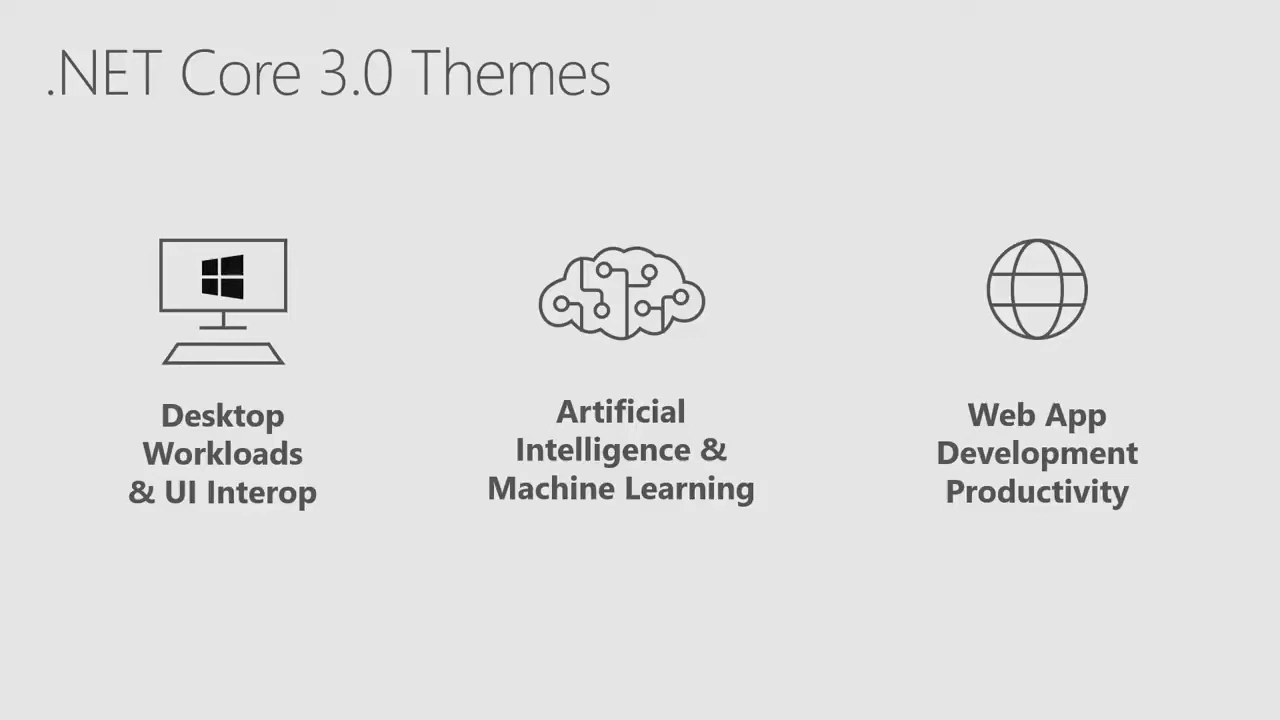 .NET Core 3.0 Themes
Desktop
Workloads
& UI Interop
Artificial
Intelligence &
Machine Learning
Web App
Development
Productivity